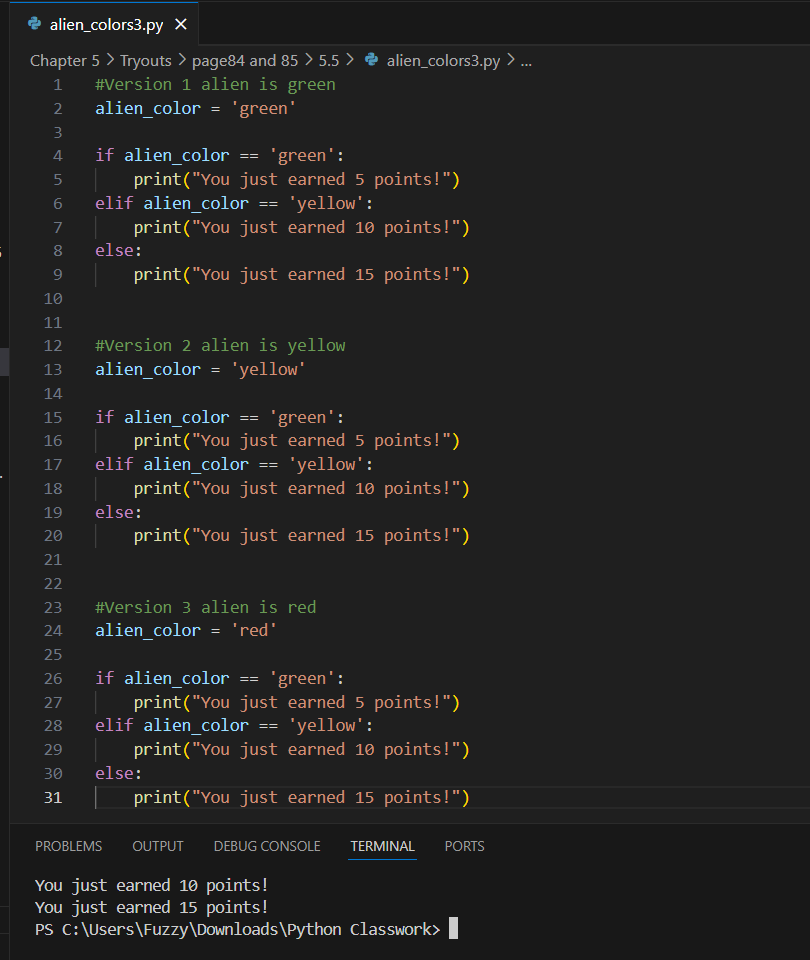 alien_colors3.py ×
Chapter 5 > Tryouts > page84 and 85 > 5.5 > alien_colors3.py > ...
1 #Version 1 alien is green
2 alien_color = 'green'
3
4 if alien_color == 'green':
5     print("You just earned 5 points!")
6 elif alien_color == 'yellow':
7     print("You just earned 10 points!")
8 else:
9     print("You just earned 15 points!")
10
11
12 #Version 2 alien is yellow
13 alien_color = 'yellow'
14
15 if alien_color == 'green':
16     print("You just earned 5 points!")
17 elif alien_color == 'yellow':
18     print("You just earned 10 points!")
19 else:
20     print("You just earned 15 points!")
21
22
23 #Version 3 alien is red
24 alien_color = 'red'
25
26 if alien_color == 'green':
27     print("You just earned 5 points!")
28 elif alien_color == 'yellow':
29     print("You just earned 10 points!")
30 else:
31     print("You just earned 15 points!")
PROBLEMS OUTPUT DEBUG CONSOLE TERMINAL PORTS
You just earned 10 points!
You just earned 15 points!
PS C:\Users\Fuzzy\Downloads\Python Classwork>